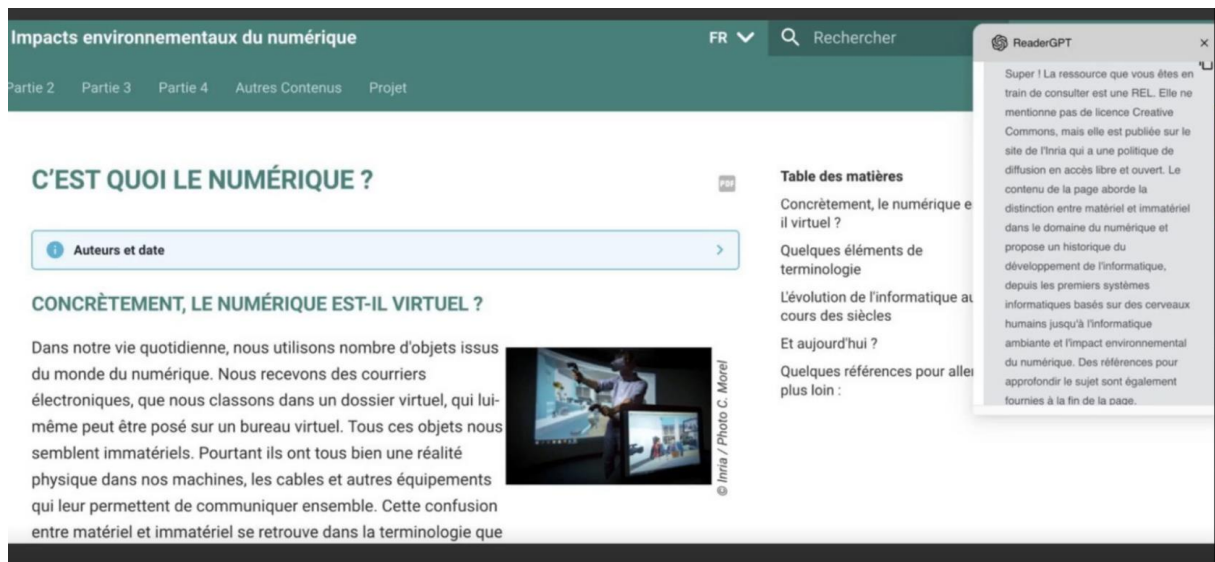 Impacts environnementaux du numérique
FR
Rechercher
Partie 2
Partie 3
Partie 4
Autres Contenus
Projet
C'EST QUOI LE NUMÉRIQUE ?
PDF
Auteurs et date
CONCRÈTEMENT, LE NUMÉRIQUE EST-IL VIRTUEL ?
Dans notre vie quotidienne, nous utilisons nombre d'objets issus
du monde du numérique. Nous recevons des courriers
électroniques, que nous classons dans un dossier virtuel, qui lui-
même peut être posé sur un bureau virtuel. Tous ces objets nous
semblent immatériels. Pourtant ils ont tous bien une réalité
physique dans nos machines, les cables et autres équipements
qui leur permettent de communiquer ensemble. Cette confusion
entre matériel et immatériel se retrouve dans la terminologie que
© Inria / Photo C. Morel
Table des matières
Concrètement, le numérique e
il virtuel ?
Quelques éléments de
terminologie
L'évolution de l'informatique au
cours des siècles
Et aujourd'hui ?
Quelques références pour aller
plus loin :
ReaderGPT
Super ! La ressource que vous êtes en
train de consulter est une REL. Elle ne
mentionne pas de licence Creative
Commons, mais elle est publiée sur le
site de l'Inria qui a une politique de
diffusion en accès libre et ouvert. Le
contenu de la page aborde la
distinction entre matériel et immatériel
dans le domaine du numérique et
propose un historique du
développement de l'informatique,
depuis les premiers systèmes
informatiques basés sur des cerveaux
humains jusqu'à l'informatique
ambiante et l'impact environnemental
du numérique. Des références pour
approfondir le sujet sont également
fournies à la fin de la page.